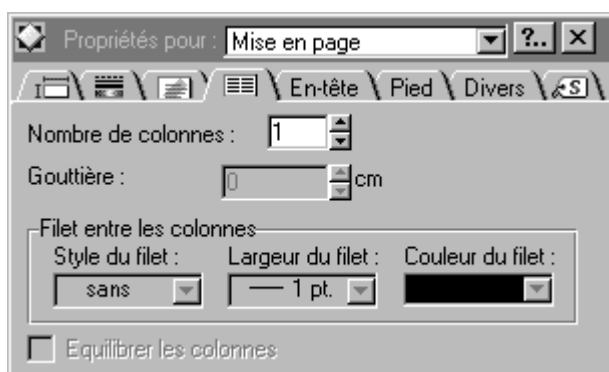 Propriétés pour : Mise en page ?..
En-tête Pied Divers S
Nombre de colonnes : 1
Gouttière : 0 cm
Filet entre les colonnes
Style du filet : Largeur du filet : Couleur du filet :
sans 1 pt.
Equilibrer les colonnes